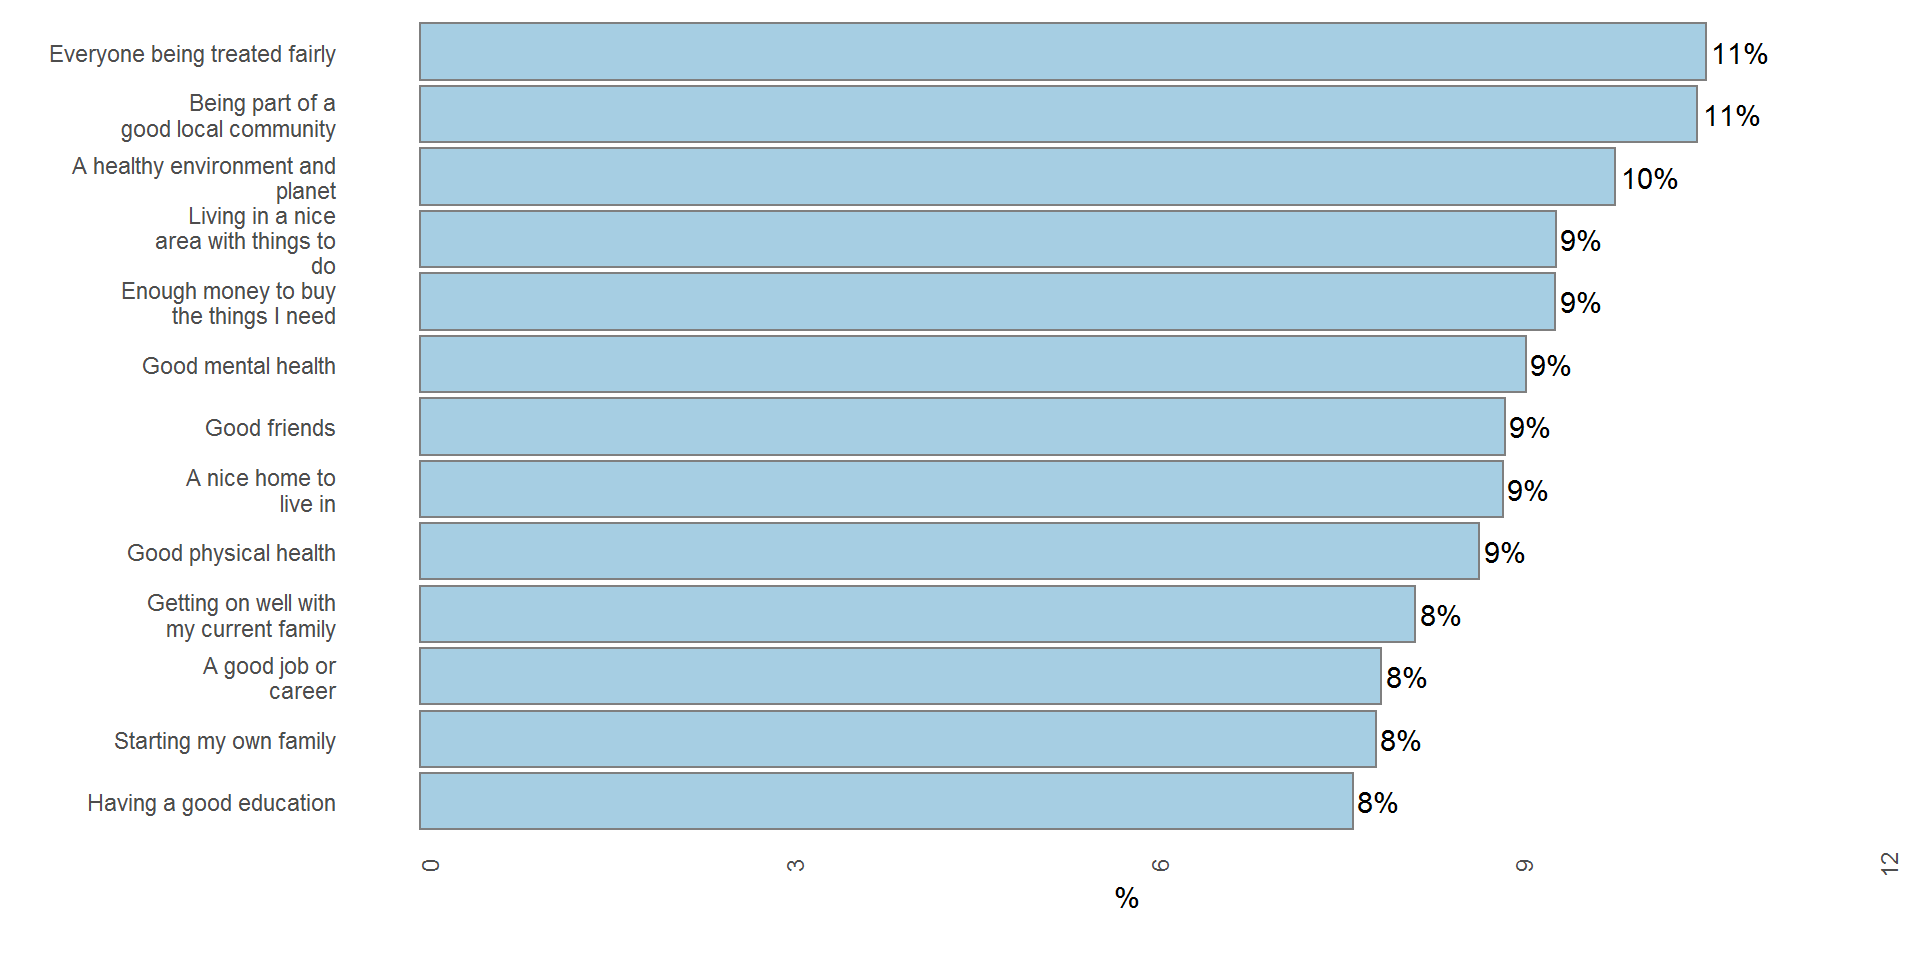 Everyone being treated fairly
11%
Being part of a
good local community
11%
A healthy environment and
planet
10%
Living in a nice
area with things to
do
9%
Enough money to buy
the things I need
9%
Good mental health
9%
Good friends
9%
A nice home to
live in
9%
Good physical health
9%
Getting on well with
my current family
8%
A good job or
career
8%
Starting my own family
8%
Having a good education
8%
0
3
6
9
12
%